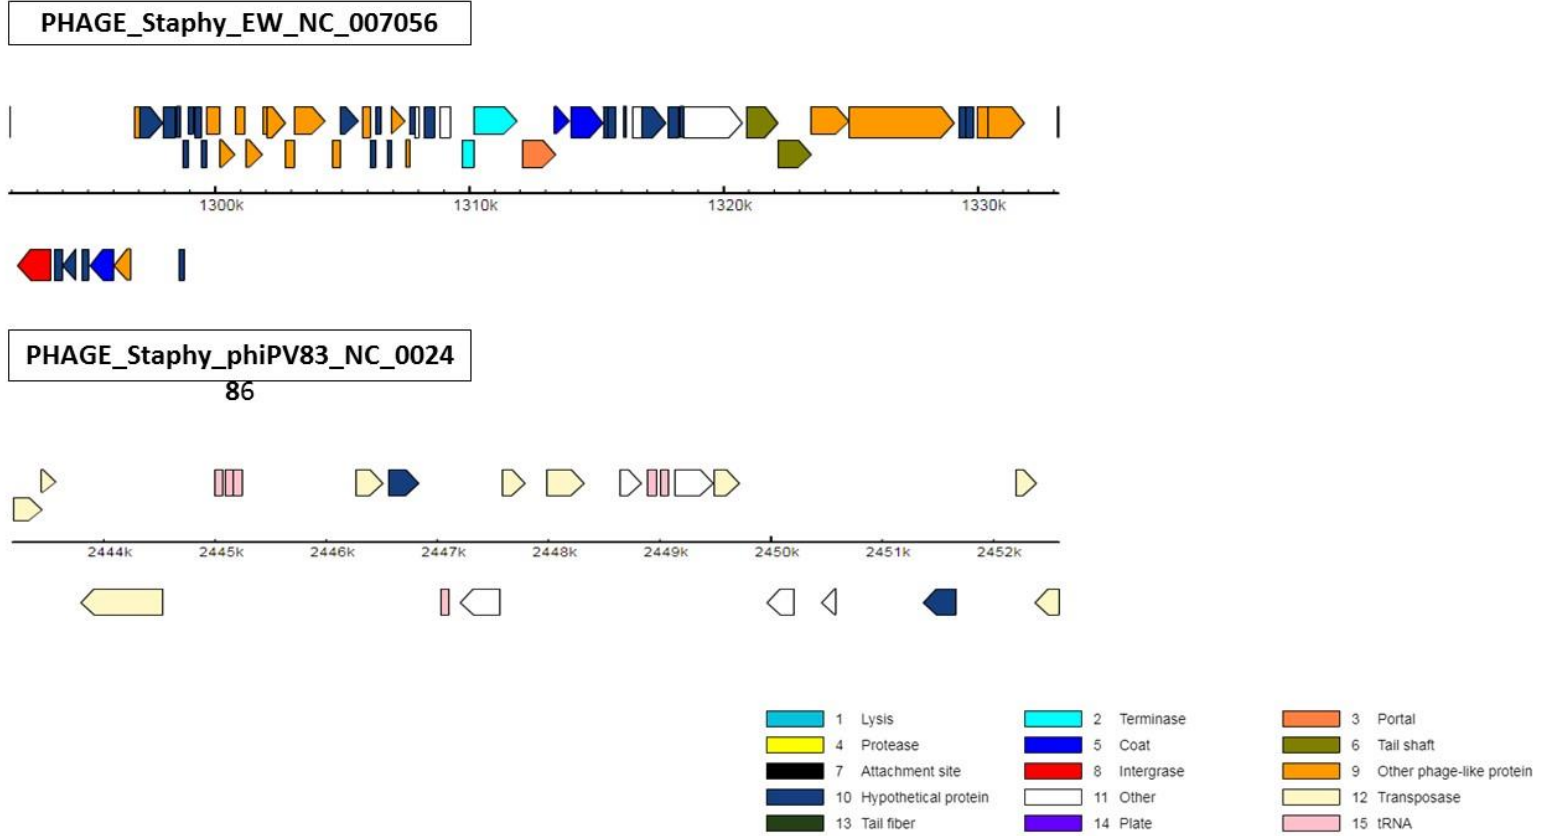 PHAGE_Staphy_EW_NC_007056
1300k 1310k 1320k 1330k
PHAGE_Staphy_phiPV83_NC_0024
86
2444k 2445k 2446k 2447k 2448k 2449k 2450k 2451k 2452k
1 Lysis 2 Terminase 3 Portal
4 Protease 5 Coat 6 Tail shaft
7 Attachment site 8 Intergrase 9 Other phage-like protein
10 Hypothetical protein 11 Other 12 Transposase
13 Tail fiber 14 Plate 15 tRNA